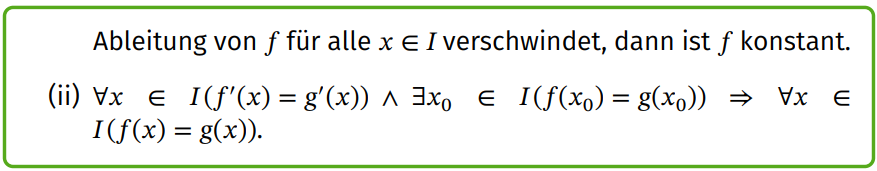 Ableitung von f für alle x ∈ I verschwindet, dann ist f konstant.
(ii) ∀x ∈ I(f′(x) = g′(x)) ∧ ∃x₀ ∈ I(f(x₀) = g(x₀)) ⇒ ∀x ∈
I(f(x) = g(x)).